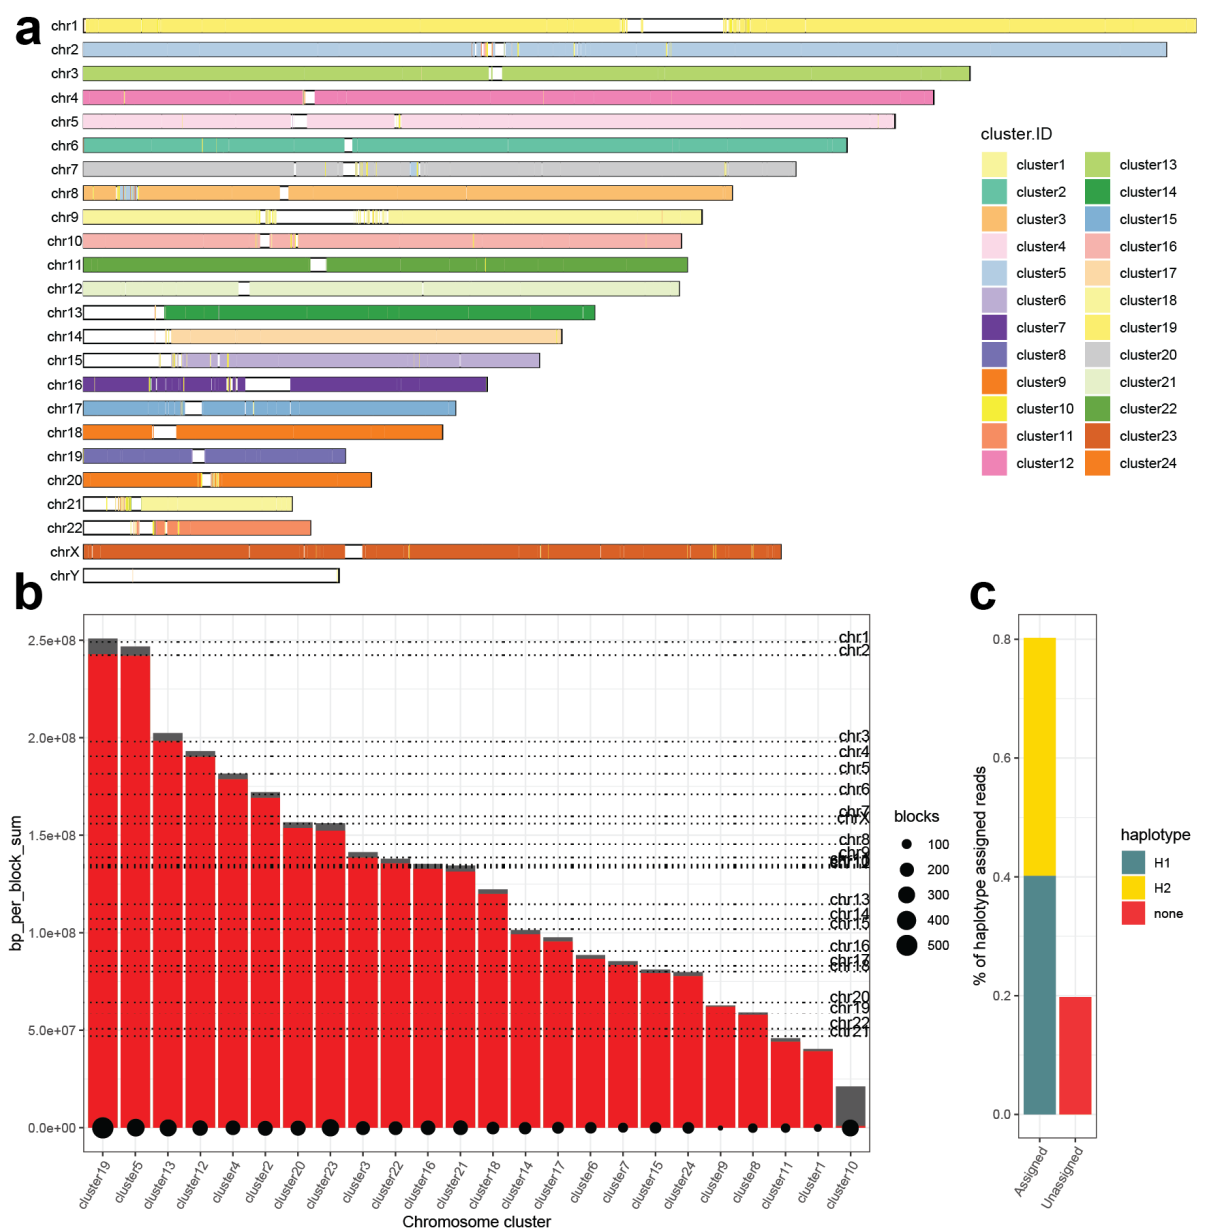 a
chr1
chr2
chr3
chr4
chr5
chr6
chr7
chr8
chr9
chr10
chr11
chr12
chr13
chr14
chr15
chr16
chr17
chr18
chr19
chr20
chr21
chr22
chrX
chrY
cluster.ID
cluster1
cluster2
cluster3
cluster4
cluster5
cluster6
cluster7
cluster8
cluster9
cluster10
cluster11
cluster12
cluster13
cluster14
cluster15
cluster16
cluster17
cluster18
cluster19
cluster20
cluster21
cluster22
cluster23
cluster24
b
bp_per_block_sum
2.5e+08
2.0e+08
1.5e+08
1.0e+08
5.0e+07
0.0e+00
chr1
chr2
chr3
chr4
chr5
chr6
chr7
chrX
chr8
chr9
chr13
chr14
chr15
chr16
chr17
chr20
chr19
chr22
chr21
cluster19
cluster5
cluster13
cluster12
cluster4
cluster2
cluster20
cluster23
cluster3
cluster22
cluster16
cluster21
cluster18
cluster14
cluster17
cluster6
cluster7
cluster15
cluster24
cluster9
cluster8
cluster11
cluster1
cluster10
Chromosome cluster
blocks
100
200
300
400
500
c
% of haplotype assigned reads
0.8
0.6
0.4
0.2
0.0
Assigned
Unassigned
haplotype
H1
H2
none